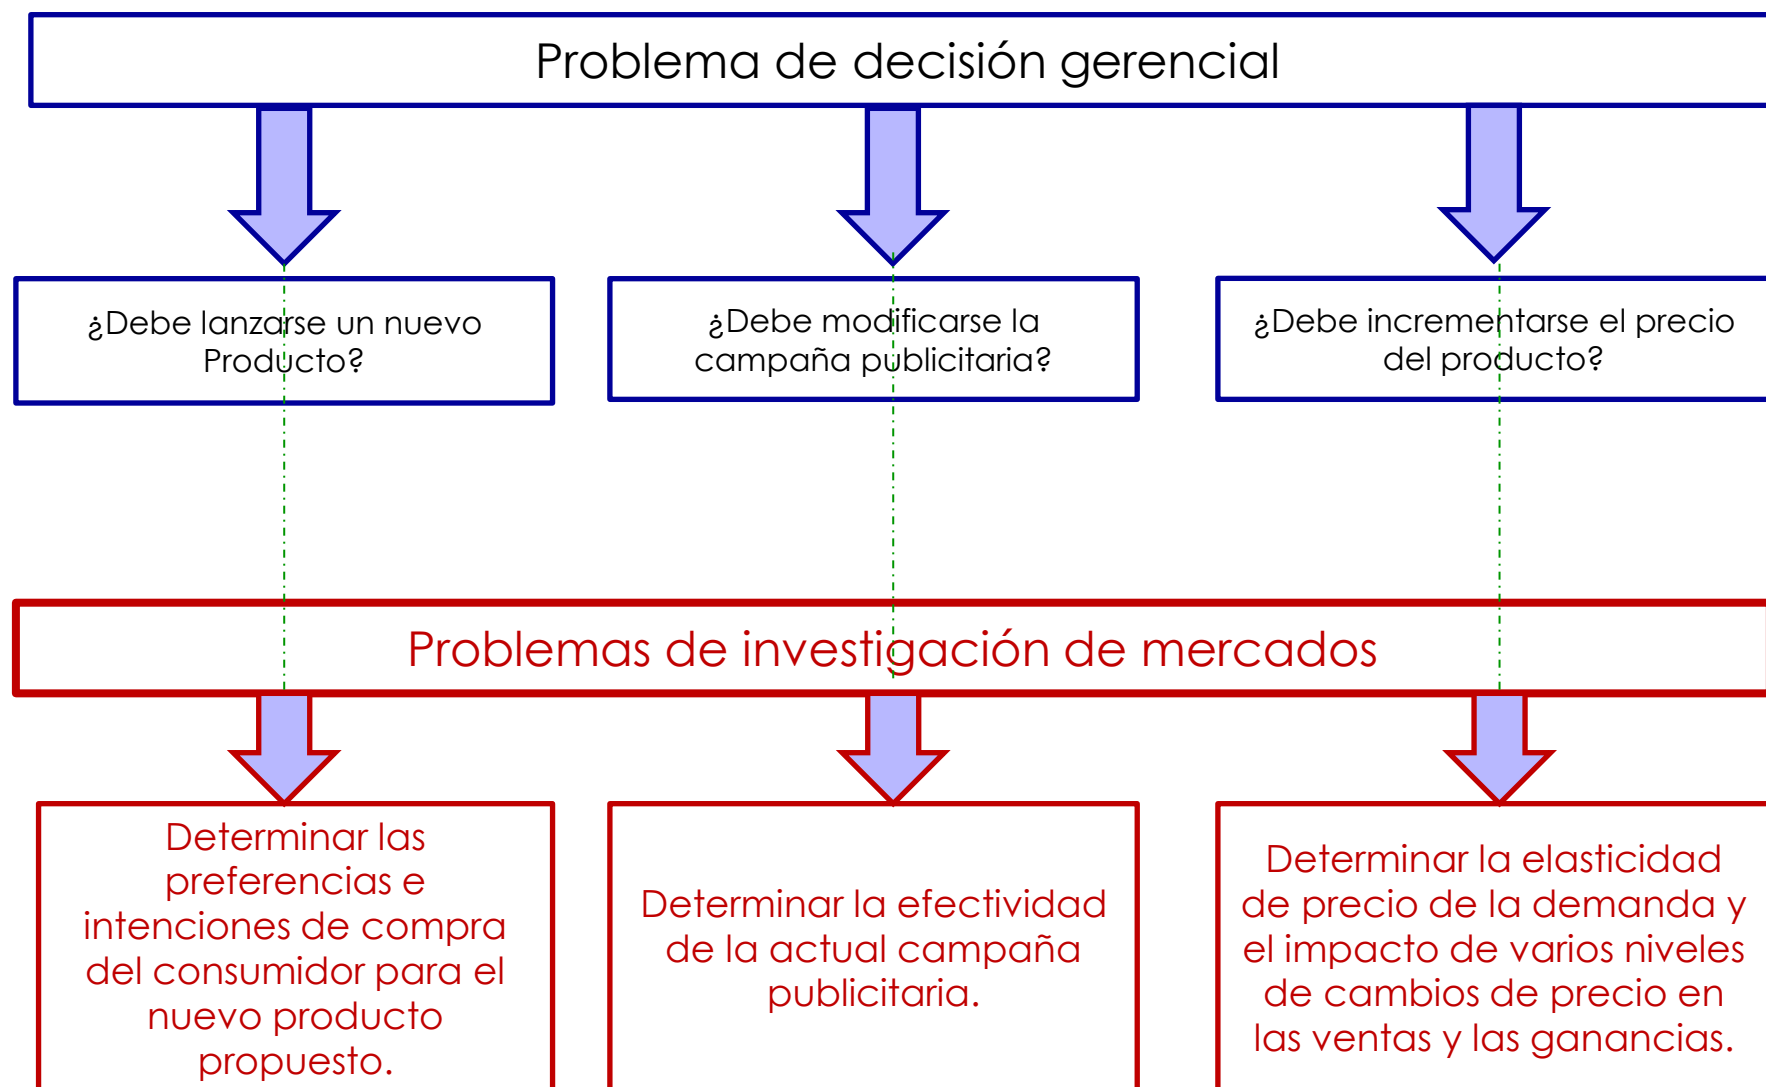 Problema de decisión gerencial
¿Debe lanzarse un nuevo
Producto?
¿Debe modificarse la
campaña publicitaria?
¿Debe incrementarse el precio
del producto?
Problemas de investigación de mercados
Determinar las
preferencias e
intenciones de compra
del consumidor para el
nuevo producto
propuesto.
Determinar la efectividad
de la actual campaña
publicitaria.
Determinar la elasticidad
de precio de la demanda y
el impacto de varios niveles
de cambios de precio en
las ventas y las ganancias.